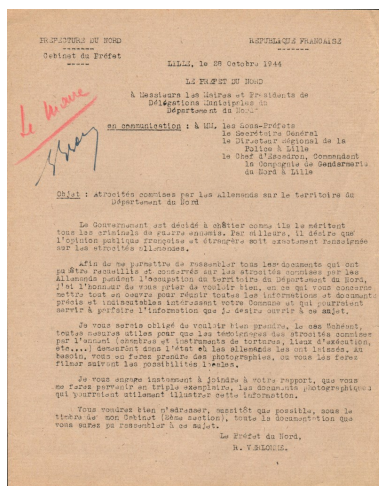 PREFECTURE DU NORD
REPUBLIQUE FRANCAISE
Cabinet du Préfet
LILLE, le 28 Octobre 1944
LE PREFET DU NORD
à Messieurs les Maires et Présidents de
Délégations Municipales du
Département du Nord
Le Maire
en communication : à MM. les Sous-Préfets
le Secrétaire Général
le Directeur Régional de la
Police à Lille
le Chef d'Escadron, Commandant
la Compagnie de Gendarmerie
du Nord à Lille
Objet : Atrocités commises par les Allemands sur le territoire du
Département du Nord
Le Gouvernement est décidé à châtier comme ils le méritent
tous les criminels de guerre ennemis. Par ailleurs, il désire que
l'opinion publique française et étrangère soit exactement renseignée
sur les atrocités allemandes.
Afin de me permettre de rassembler tous les documents qui ont
pu être recueillis et conservés sur les atrocités commises par les
Allemands pendant l'occupation du territoire du Département du Nord,
j'ai l'honneur de vous prier de vouloir bien, en ce qui vous concerne,
mettre tout en oeuvre pour réunir toutes les informations et documents
précis et indiscutables intéressant votre Commune et qui pourraient
servir à parfaire l'information que je désire ouvrir à ce sujet.
Je vous serais obligé de vouloir bien prendre, le cas échéant,
toutes mesures utiles pour que les témoignages des atrocités commises
par l'ennemi (chambres et instruments de tortures, lieux d'exécution,
etc....) demeurent dans l'état où les allemands les ont laissés. Au
besoin, vous en ferez prendre des photographies, ou vous les ferez
filmer suivant les possibilités locales.
Je vous engage instamment à joindre à votre rapport, que vous
me ferez parvenir en triple exemplaire, les documents photographiques
qui pourraient utilement illustrer cette information.
Vous voudrez bien m'adresser, aussitôt que possible, sous le
timbre de mon Cabinet (2ème section), toute la documentation que
vous aurez pu rassembler à ce sujet.
Le Préfet du Nord,
R. VERLOMME.